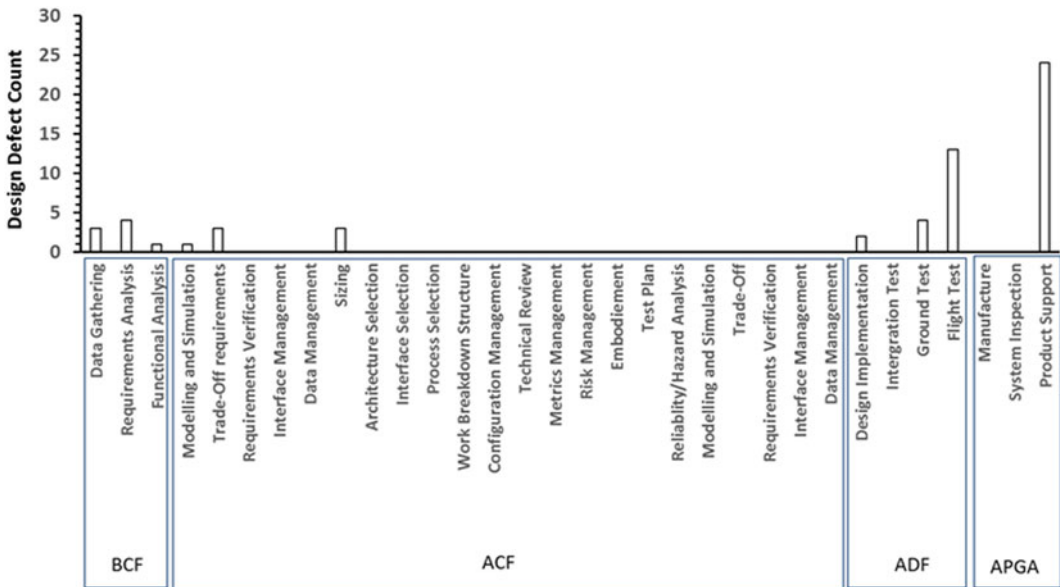 Design Defect Count
30
25
20
15
10
5
0
Data Gathering
Requirements Analysis
Functional Analysis
Modelling and Simulation
Trade-Off requirements
Requirements Verification
Interface Management
Data Management
Sizing
Architecture Selection
Interface Selection
Process Selection
Work Breakdown Structure
Configuration Management
Technical Review
Metrics Management
Risk Management
Embodiement
Test Plan
Reliablity/Hazard Analysis
Modelling and Simulation
Trade-Off
Requirements Verification
Interface Management
Data Management
Design Implementation
Intergration Test
Ground Test
Flight Test
Manufacture
System Inspection
Product Support
BCF
ACF
ADF
APGA